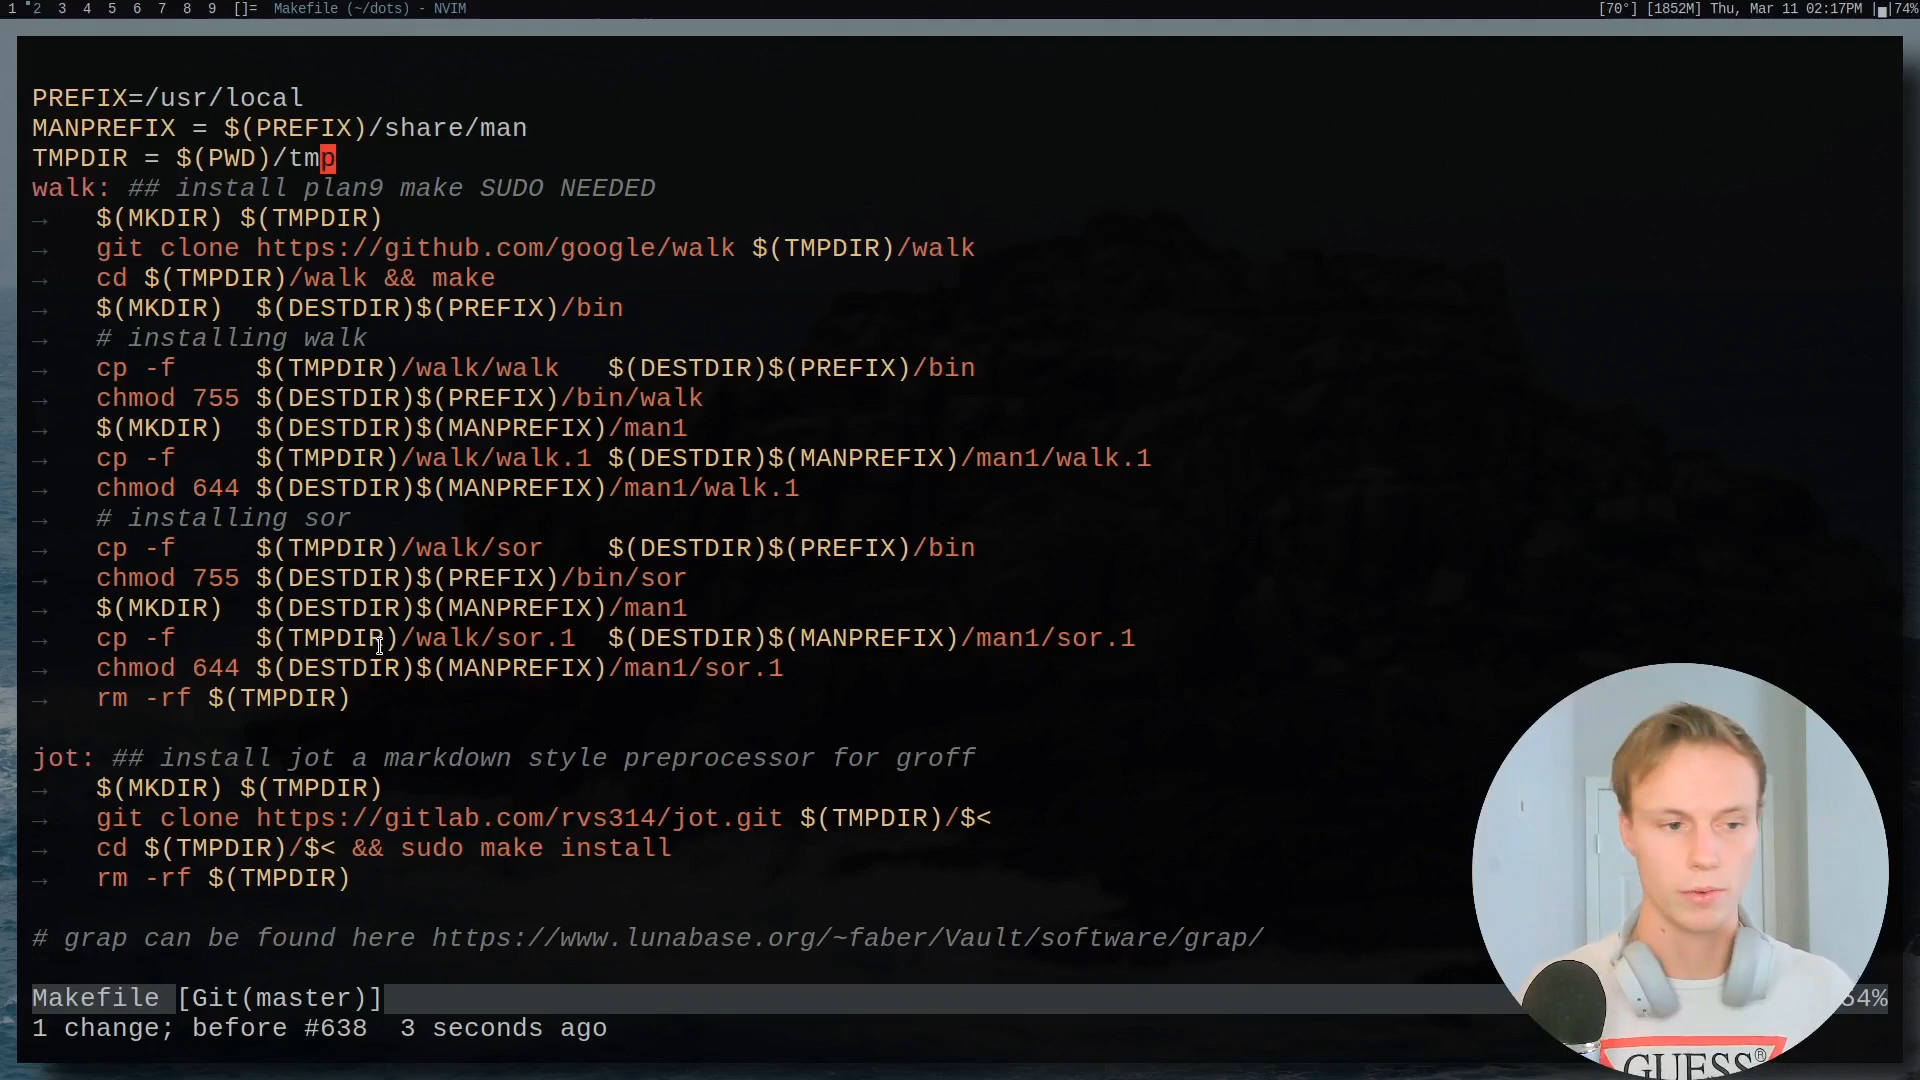 1 2 3 4 5 6 7 8 9 []= Makefile (~/dots) - NVIM [70°] [1852M] Thu, Mar 11 02:17PM |▄|74%
PREFIX=/usr/local
MANPREFIX = $(PREFIX)/share/man
TMPDIR = $(PWD)/tmp
walk: ## install plan9 make SUDO NEEDED
→ $(MKDIR) $(TMPDIR)
→ git clone https://github.com/google/walk $(TMPDIR)/walk
→ cd $(TMPDIR)/walk && make
→ $(MKDIR)  $(DESTDIR)$(PREFIX)/bin
→ # installing walk
→ cp -f     $(TMPDIR)/walk/walk   $(DESTDIR)$(PREFIX)/bin
→ chmod 755 $(DESTDIR)$(PREFIX)/bin/walk
→ $(MKDIR)  $(DESTDIR)$(MANPREFIX)/man1
→ cp -f     $(TMPDIR)/walk/walk.1 $(DESTDIR)$(MANPREFIX)/man1/walk.1
→ chmod 644 $(DESTDIR)$(MANPREFIX)/man1/walk.1
→ # installing sor
→ cp -f     $(TMPDIR)/walk/sor    $(DESTDIR)$(PREFIX)/bin
→ chmod 755 $(DESTDIR)$(PREFIX)/bin/sor
→ $(MKDIR)  $(DESTDIR)$(MANPREFIX)/man1
→ cp -f     $(TMPDIR)/walk/sor.1  $(DESTDIR)$(MANPREFIX)/man1/sor.1
→ chmod 644 $(DESTDIR)$(MANPREFIX)/man1/sor.1
→ rm -rf $(TMPDIR)
jot: ## install jot a markdown style preprocessor for groff
→ $(MKDIR) $(TMPDIR)
→ git clone https://gitlab.com/rvs314/jot.git $(TMPDIR)/$<
→ cd $(TMPDIR)/$< && sudo make install
→ rm -rf $(TMPDIR)
# grap can be found here https://www.lunabase.org/~faber/Vault/software/grap/
Makefile [Git(master)] 54%
1 change; before #638  3 seconds ago
GUESS®